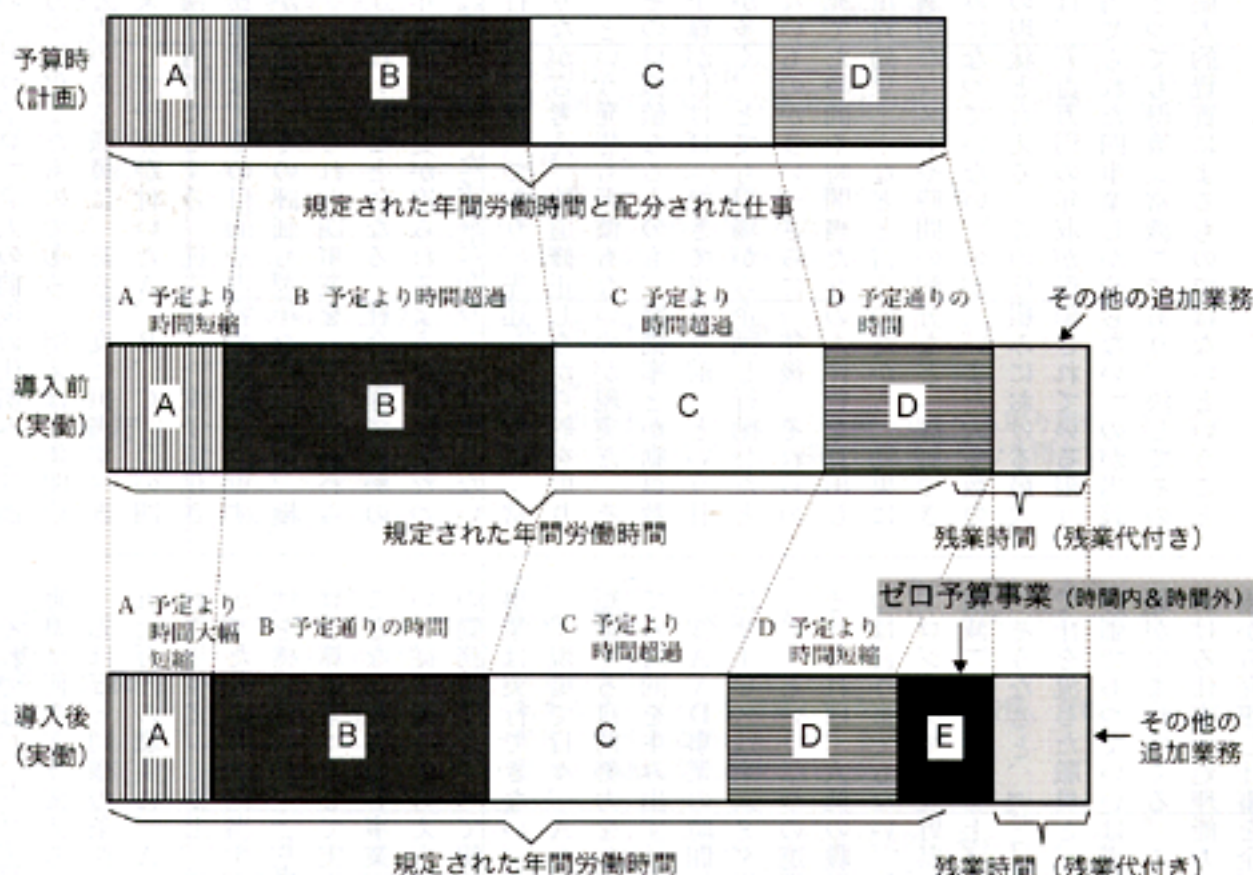 予算時
(計画)
A
B
C
D
規定された年間労働時間と配分された仕事
A 予定より
時間短縮
B 予定より時間超過
C 予定より
時間超過
D 予定通りの
時間
その他の追加業務
導入前
(実働)
A
B
C
D
規定された年間労働時間
残業時間(残業代付き)
ゼロ予算事業(時間内&時間外)
A 予定より
時間大幅
短縮
B 予定通りの時間
C 予定より
時間超過
D 予定より
時間短縮
導入後
(実働)
A
B
C
D
E
その他の
追加業務
規定された年間労働時間
残業時間(残業代付き)